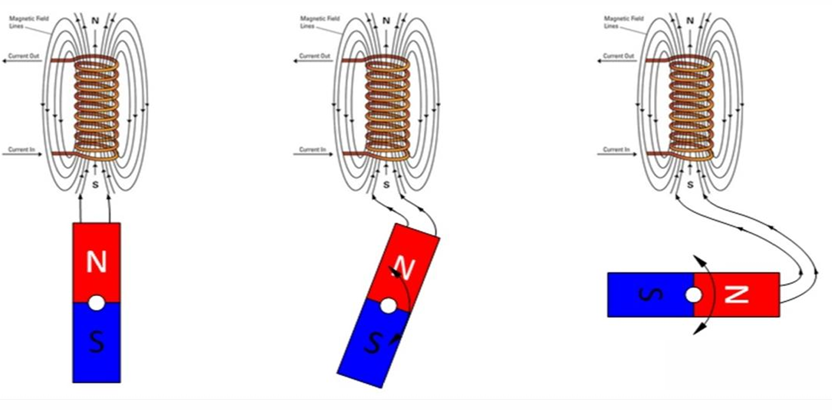 Magnetic Field
Lines
N
Current Out
Current In
S
N
S
Magnetic Field
Lines
N
Current Out
Current In
S
N
S
Magnetic Field
Lines
N
Current Out
Current In
S
S
N